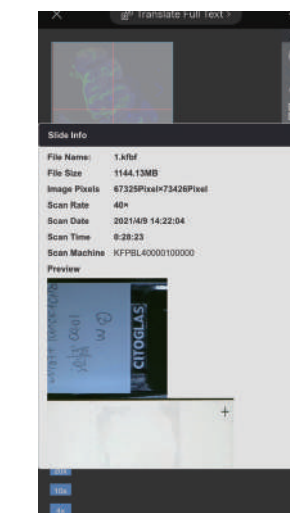 Translate Full Text >
Slide Info
File Name: 1.kfbf
File Size 1144.13MB
Image Pixels 67325Pixel×73426Pixel
Scan Rate 40×
Scan Date 2021/4/9 14:22:04
Scan Time 0:28:23
Scan Machine KFPBL40000100000
Preview
CITOGLAS
20x
10x
4x